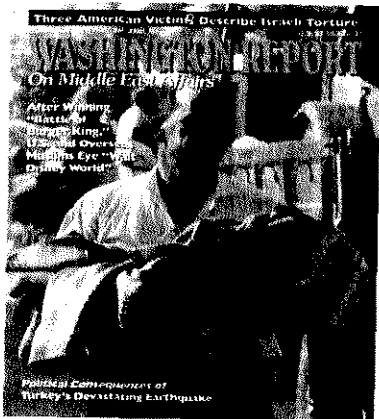 Three American Victims Describe Israeli Torture
WASHINGTON REPORT
On Middle East Affairs
After Winning
"Battle of
Burger King,"
U.S. and Overseas
Muslims Eye "Walt
Disney World"
Political Consequences of
Turkey's Devastating Earthquake